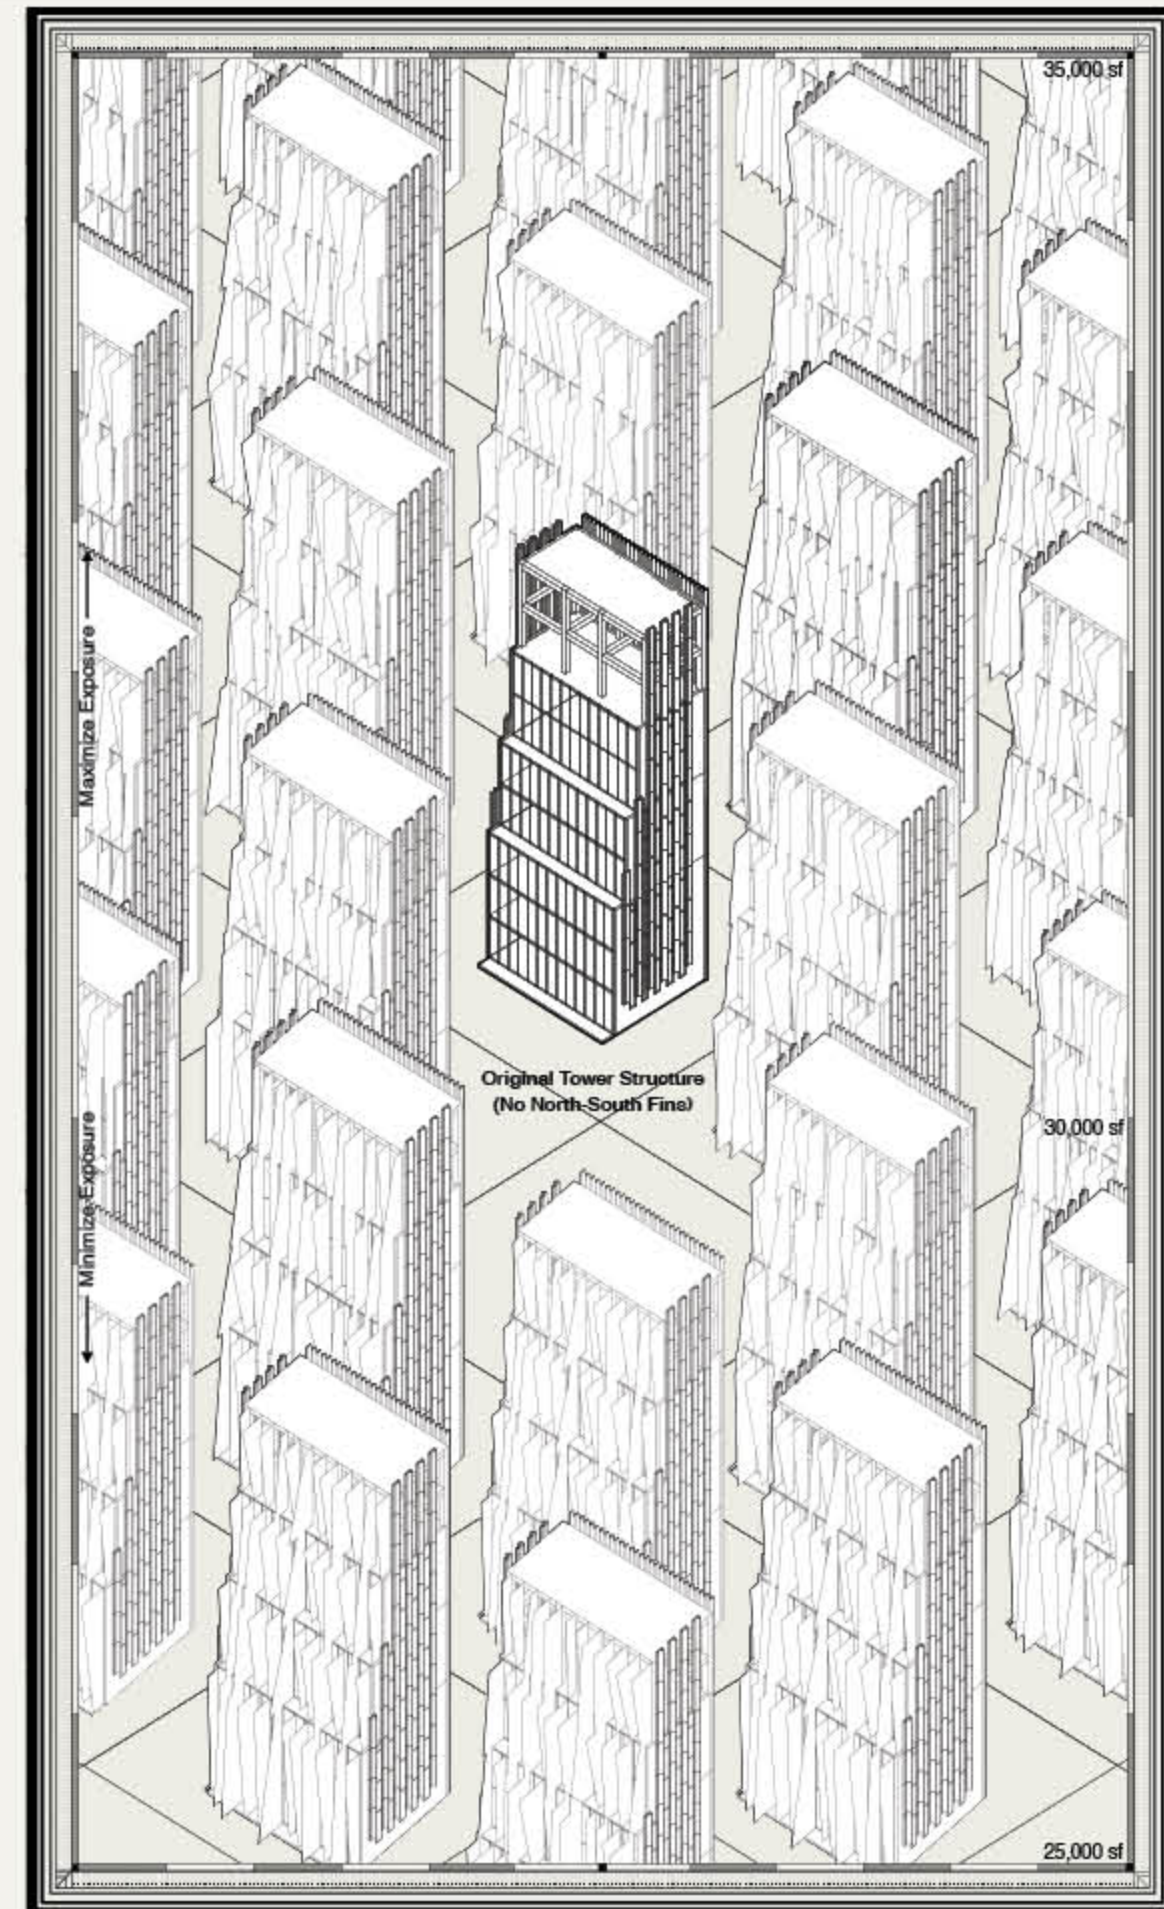 35,000 sf
Maximize Exposure
Original Tower Structure
(No North-South Fins)
30,000 sf
Minimize Exposure
25,000 sf